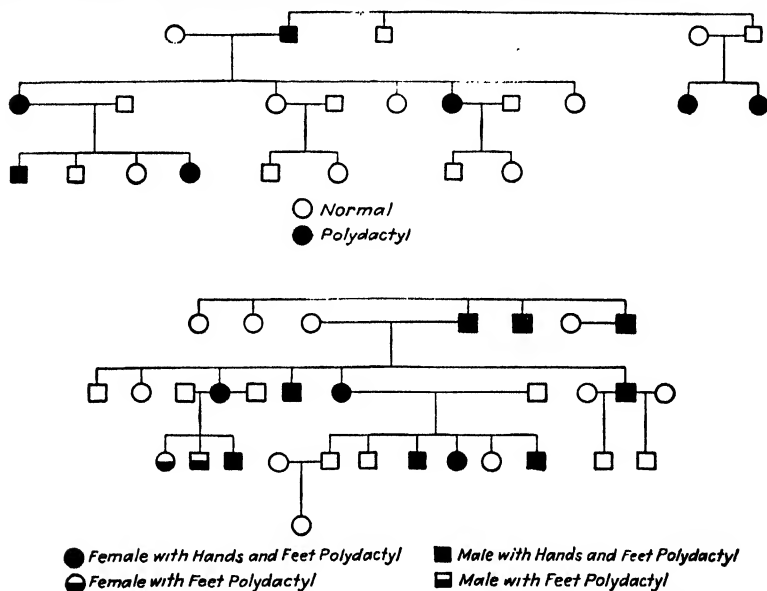 Normal
Polydactyl
Female with Hands and Feet Polydactyl
Male with Hands and Feet Polydactyl
Female with Feet Polydactyl
Male with Feet Polydactyl